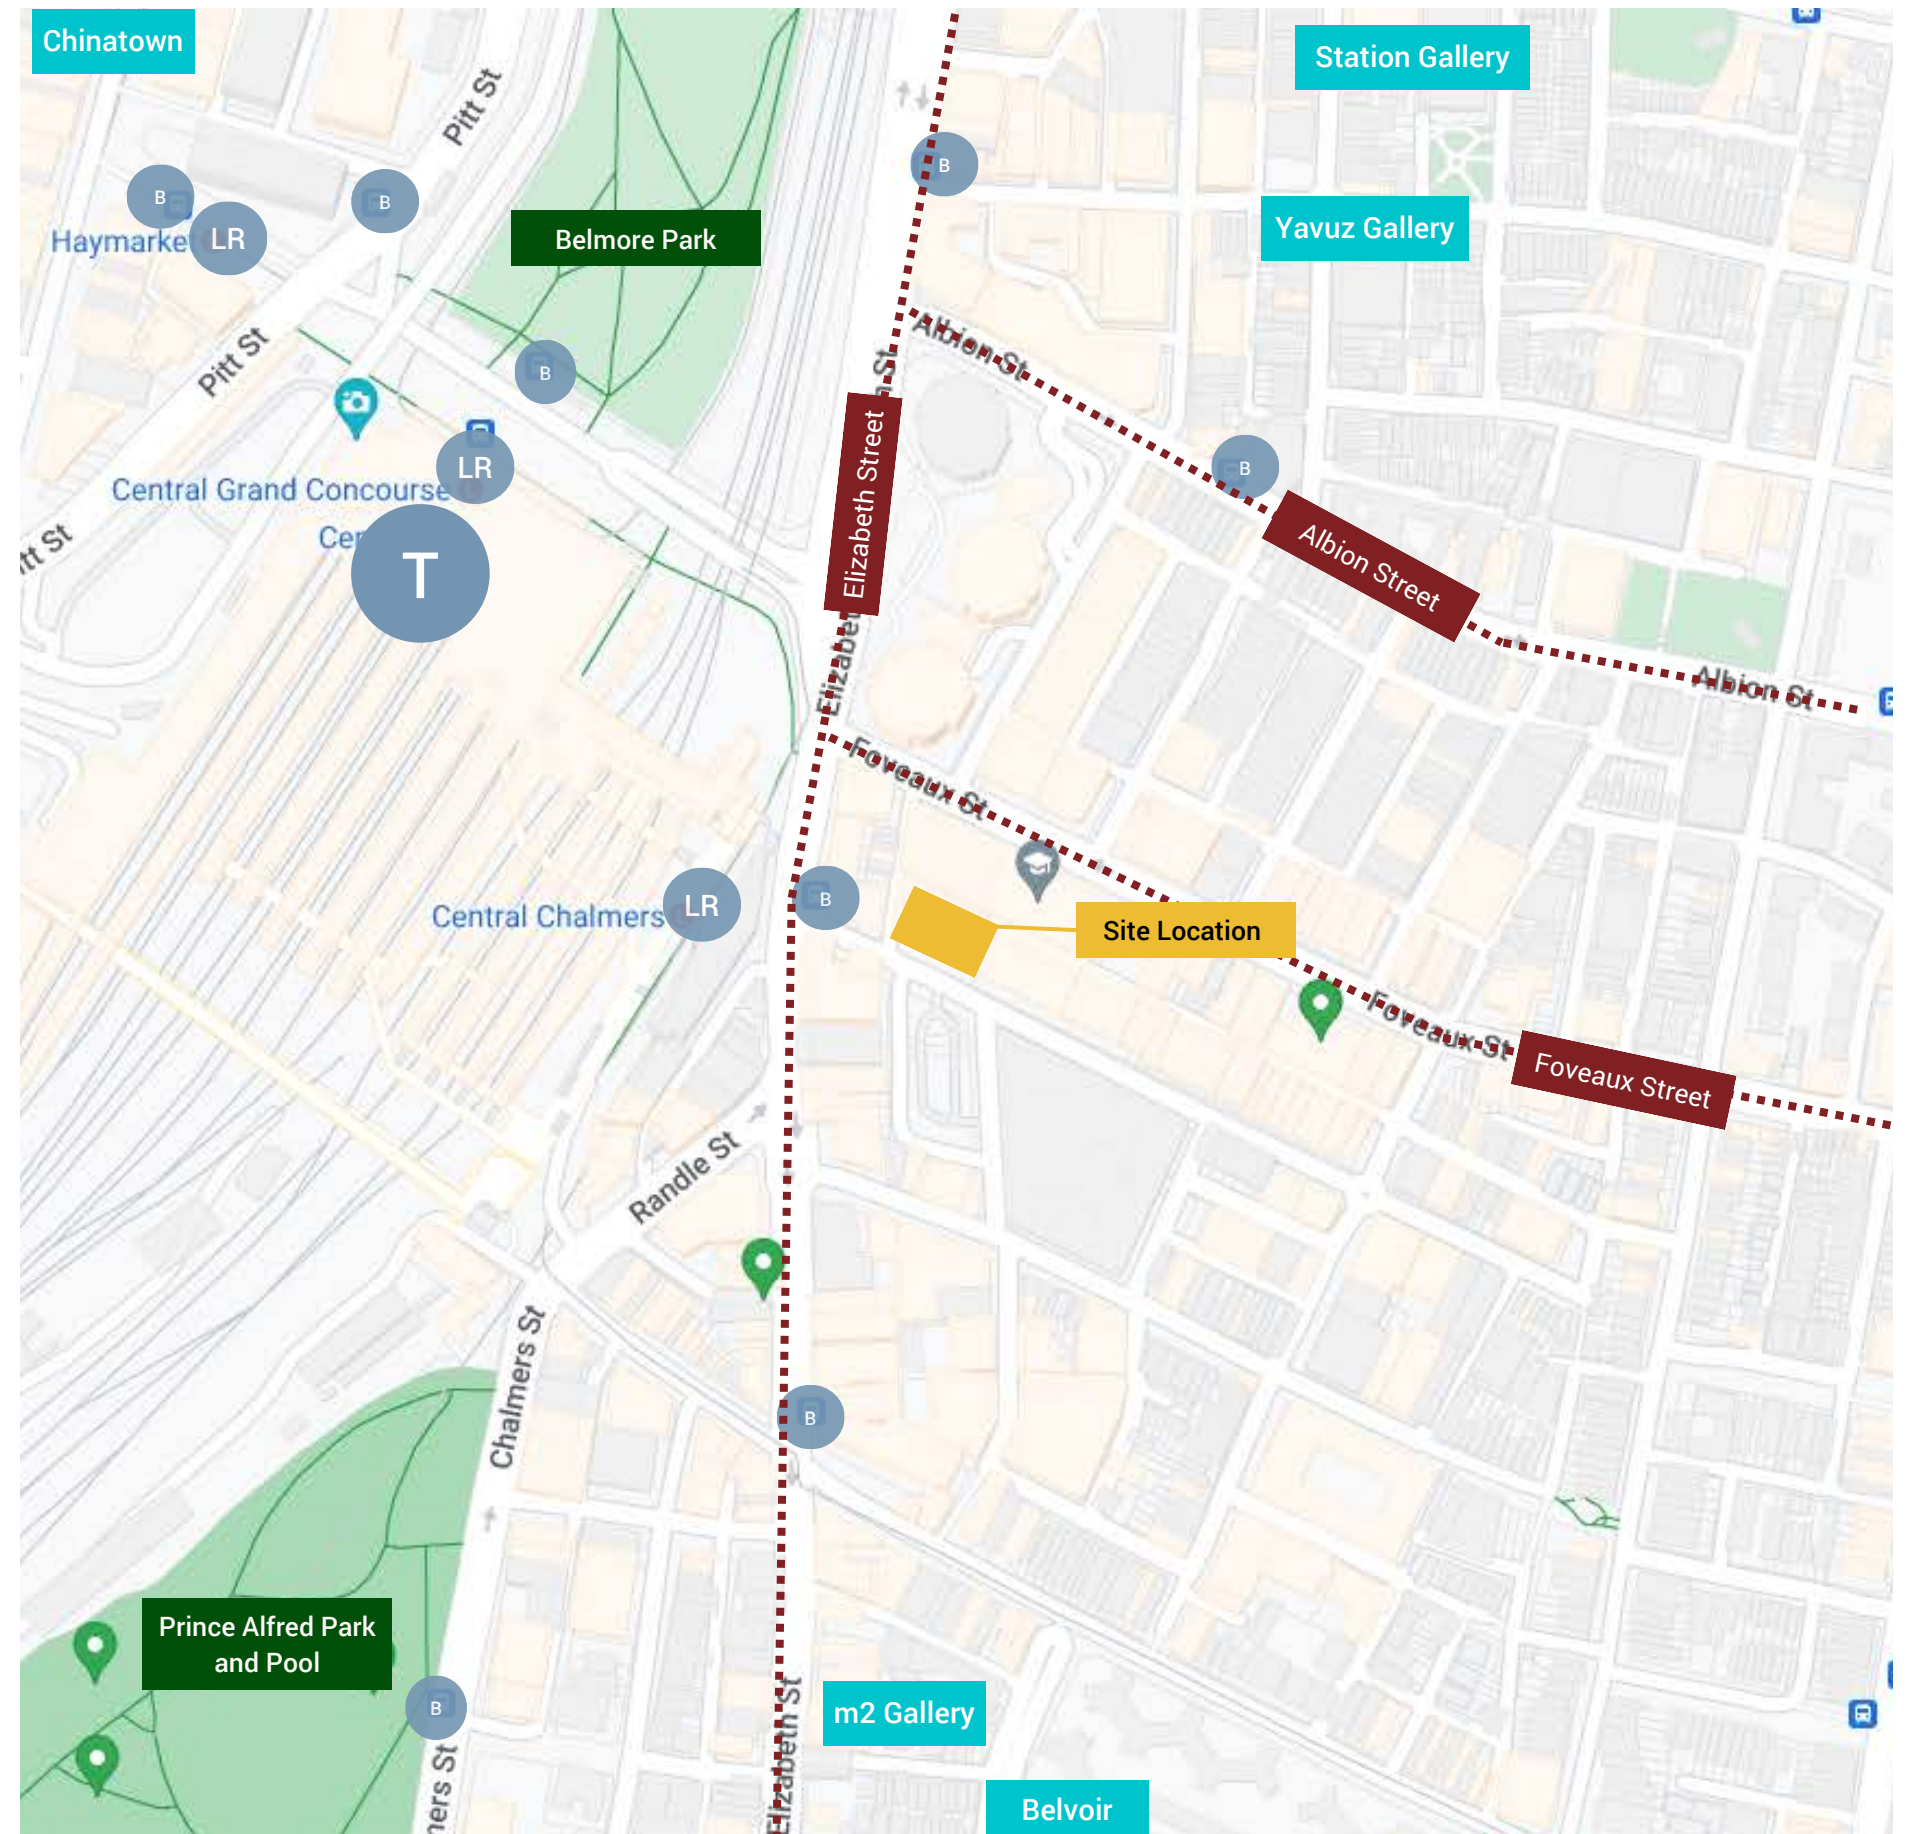 Chinatown
Station Gallery
Pitt St
B
B
B
Yavuz Gallery
Haymarke
LR
Belmore Park
Albion St
Pitt St
B
LR
B
Elizabeth Street
Central Grand Concourse
Albion Street
T
Albion St
Foveaux St
Central Chalmers
LR
B
Site Location
Foveaux St
Foveaux Street
Randle St
Chalmers St
B
Prince Alfred Park
and Pool
B
m2 Gallery
Elizabeth St
Belvoir